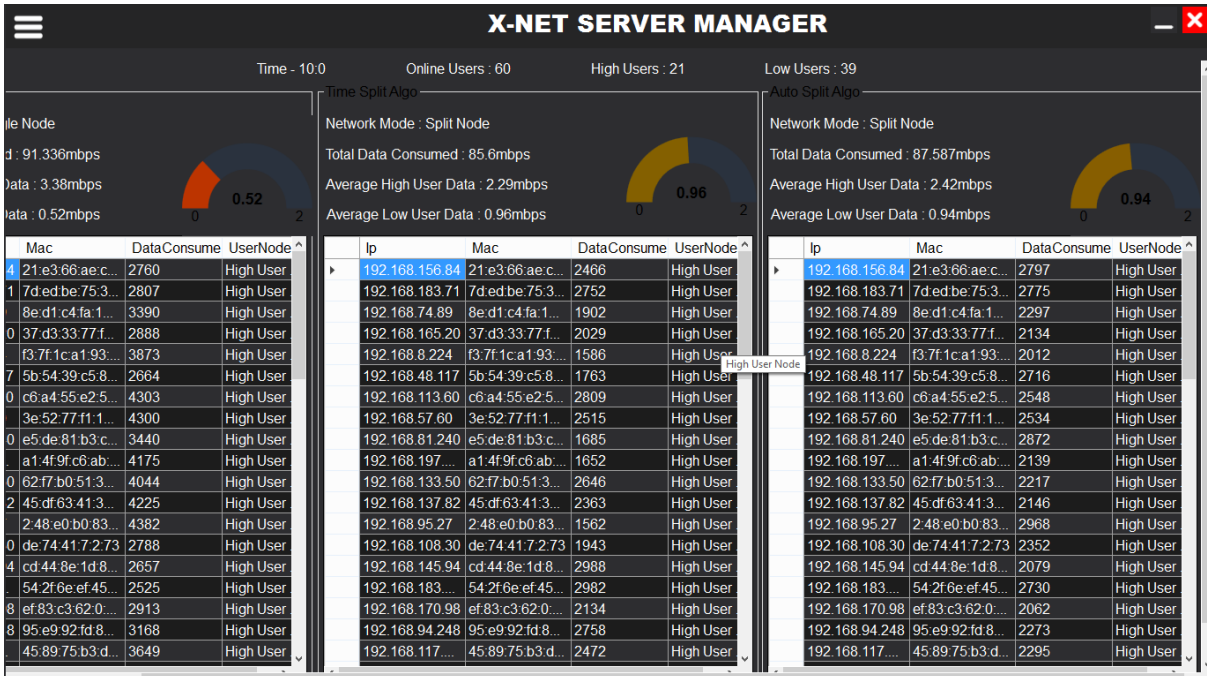 X-NET SERVER MANAGER
Time - 10:0 Online Users : 60 High Users : 21 Low Users : 39
le Node
d : 91.336mbps
Data : 3.38mbps
Data : 0.52mbps
0.52
0 2
Mac DataConsume UserNode
4 21:e3:66:ae:c... 2760 High User
1 7d:ed:be:75:3... 2807 High User
8e:d1:c4:fa:1... 3390 High User
0 37:d3:33:77:f... 2888 High User
f3:7f:1c:a1:93:... 3873 High User
7 5b:54:39:c5:8... 2664 High User
0 c6:a4:55:e2:5... 4303 High User
3e:52:77:f1:1... 4300 High User
0 e5:de:81:b3:c... 3440 High User
a1:4f:9f:c6:ab:... 4175 High User
0 62:f7:b0:51:3... 4044 High User
2 45:df:63:41:3... 4225 High User
2:48:e0:b0:83... 4382 High User
0 de:74:41:7:2:73 2788 High User
4 cd:44:8e:1d:8... 2657 High User
54:2f:6e:ef:45... 2525 High User
8 ef:83:c3:62:0:... 2913 High User
8 95:e9:92:fd:8... 3168 High User
45:89:75:b3:d... 3649 High User
Time Split Algo
Network Mode : Split Node
Total Data Consumed : 85.6mbps
Average High User Data : 2.29mbps
Average Low User Data : 0.96mbps
0.96
0 2
Ip Mac DataConsume UserNode
192.168.156.84 21:e3:66:ae:c... 2466 High User
192.168.183.71 7d:ed:be:75:3... 2752 High User
192.168.74.89 8e:d1:c4:fa:1... 1902 High User
192.168.165.20 37:d3:33:77:f... 2029 High User
192.168.8.224 f3:7f:1c:a1:93:... 1586 High User
192.168.48.117 5b:54:39:c5:8... 1763 High User
192.168.113.60 c6:a4:55:e2:5... 2809 High User
192.168.57.60 3e:52:77:f1:1... 2515 High User
192.168.81.240 e5:de:81:b3:c... 1685 High User
192.168.197.... a1:4f:9f:c6:ab:... 1652 High User
192.168.133.50 62:f7:b0:51:3... 2646 High User
192.168.137.82 45:df:63:41:3... 2363 High User
192.168.95.27 2:48:e0:b0:83... 1562 High User
192.168.108.30 de:74:41:7:2:73 1943 High User
192.168.145.94 cd:44:8e:1d:8... 2988 High User
192.168.183.... 54:2f:6e:ef:45... 2982 High User
192.168.170.98 ef:83:c3:62:0:... 2134 High User
192.168.94.248 95:e9:92:fd:8... 2758 High User
192.168.117.... 45:89:75:b3:d... 2472 High User
High User Node
Auto Split Algo
Network Mode : Split Node
Total Data Consumed : 87.587mbps
Average High User Data : 2.42mbps
Average Low User Data : 0.94mbps
0.94
0 2
Ip Mac DataConsume UserNode
192.168.156.84 21:e3:66:ae:c... 2797 High User
192.168.183.71 7d:ed:be:75:3... 2775 High User
192.168.74.89 8e:d1:c4:fa:1... 2297 High User
192.168.165.20 37:d3:33:77:f... 2134 High User
192.168.8.224 f3:7f:1c:a1:93:... 2012 High User
192.168.48.117 5b:54:39:c5:8... 2716 High User
192.168.113.60 c6:a4:55:e2:5... 2548 High User
192.168.57.60 3e:52:77:f1:1... 2534 High User
192.168.81.240 e5:de:81:b3:c... 2872 High User
192.168.197.... a1:4f:9f:c6:ab:... 2139 High User
192.168.133.50 62:f7:b0:51:3... 2217 High User
192.168.137.82 45:df:63:41:3... 2146 High User
192.168.95.27 2:48:e0:b0:83... 2968 High User
192.168.108.30 de:74:41:7:2:73 2352 High User
192.168.145.94 cd:44:8e:1d:8... 2079 High User
192.168.183.... 54:2f:6e:ef:45... 2730 High User
192.168.170.98 ef:83:c3:62:0:... 2062 High User
192.168.94.248 95:e9:92:fd:8... 2273 High User
192.168.117.... 45:89:75:b3:d... 2295 High User